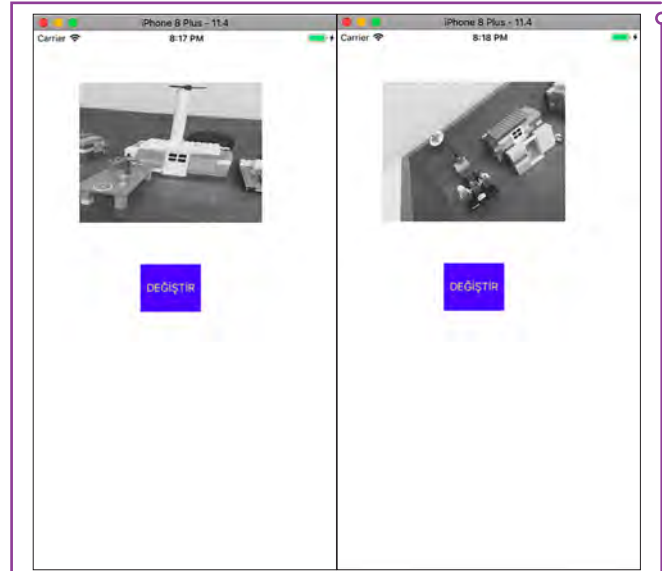 iPhone 8 Plus - 11.4
Carrier 8:17 PM
DEĞİŞTİR
iPhone 8 Plus - 11.4
Carrier 8:18 PM
DEĞİŞTİR